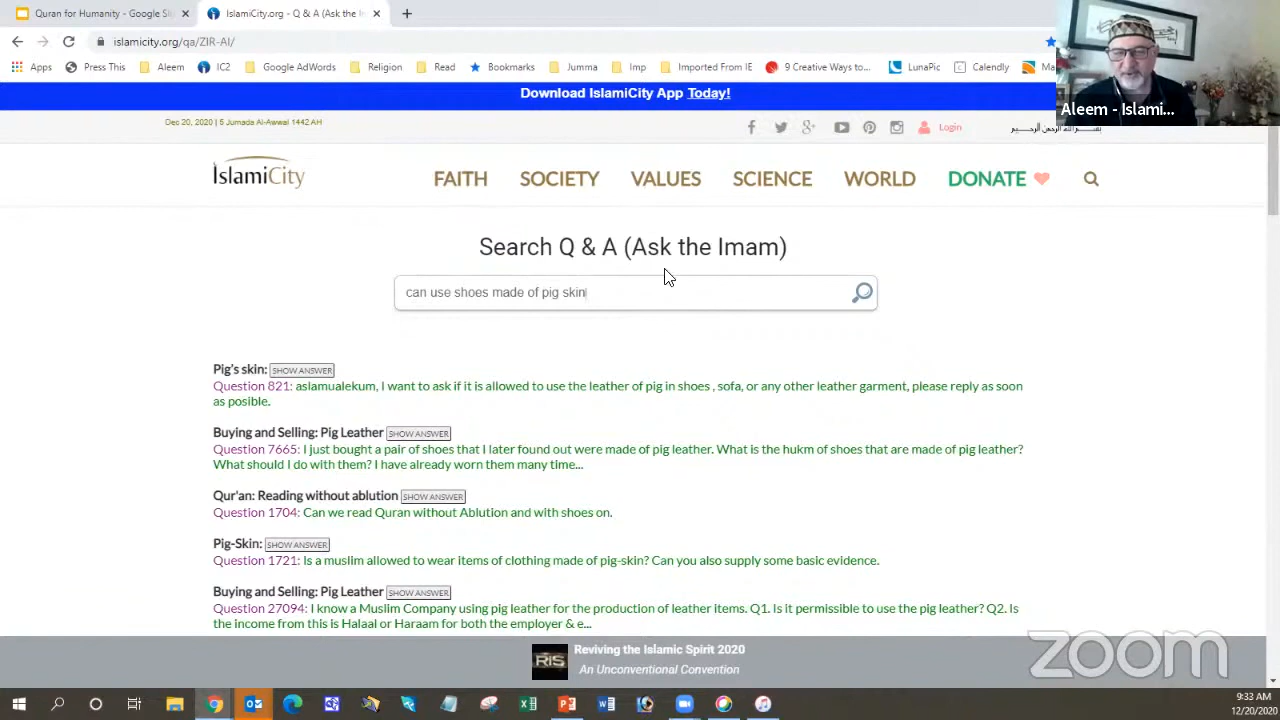 Quran for Humanity - Google Sli
IslamiCity.org - Q & A (Ask the Im
islamicity.org/qa/ZIR-AI/
Apps
Press This
Aleem
IC2
Google AdWords
Religion
Read
Bookmarks
Jumma
Imp
Imported From IE
9 Creative Ways to...
LunaPic
Calendly
Ma
Aleem - Islami...
Download IslamiCity App Today!
Dec 20, 2020 | 5 Jumada Al-Awwal 1442 AH
Login
بسم الله الرحمن الرحيم
IslamiCity
FAITH
SOCIETY
VALUES
SCIENCE
WORLD
DONATE
Search Q & A (Ask the Imam)
can use shoes made of pig skin
Pig's skin: SHOW ANSWER
Question 821: aslamualekum, I want to ask if it is allowed to use the leather of pig in shoes , sofa, or any other leather garment, please reply as soon
as posible.
Buying and Selling: Pig Leather SHOW ANSWER
Question 7665: I just bought a pair of shoes that I later found out were made of pig leather. What is the hukm of shoes that are made of pig leather?
What should I do with them? I have already worn them many time...
Qur'an: Reading without ablution SHOW ANSWER
Question 1704: Can we read Quran without Ablution and with shoes on.
Pig-Skin: SHOW ANSWER
Question 1721: Is a muslim allowed to wear items of clothing made of pig-skin? Can you also supply some basic evidence.
Buying and Selling: Pig Leather SHOW ANSWER
Question 27094: I know a Muslim Company using pig leather for the production of leather items. Q1. Is it permissible to use the pig leather? Q2. Is
the income from this is Halaal or Haraam for both the employer & e...
RIS
Reviving the Islamic Spirit 2020
An Unconventional Convention
zoom
9:33 AM
12/20/2020